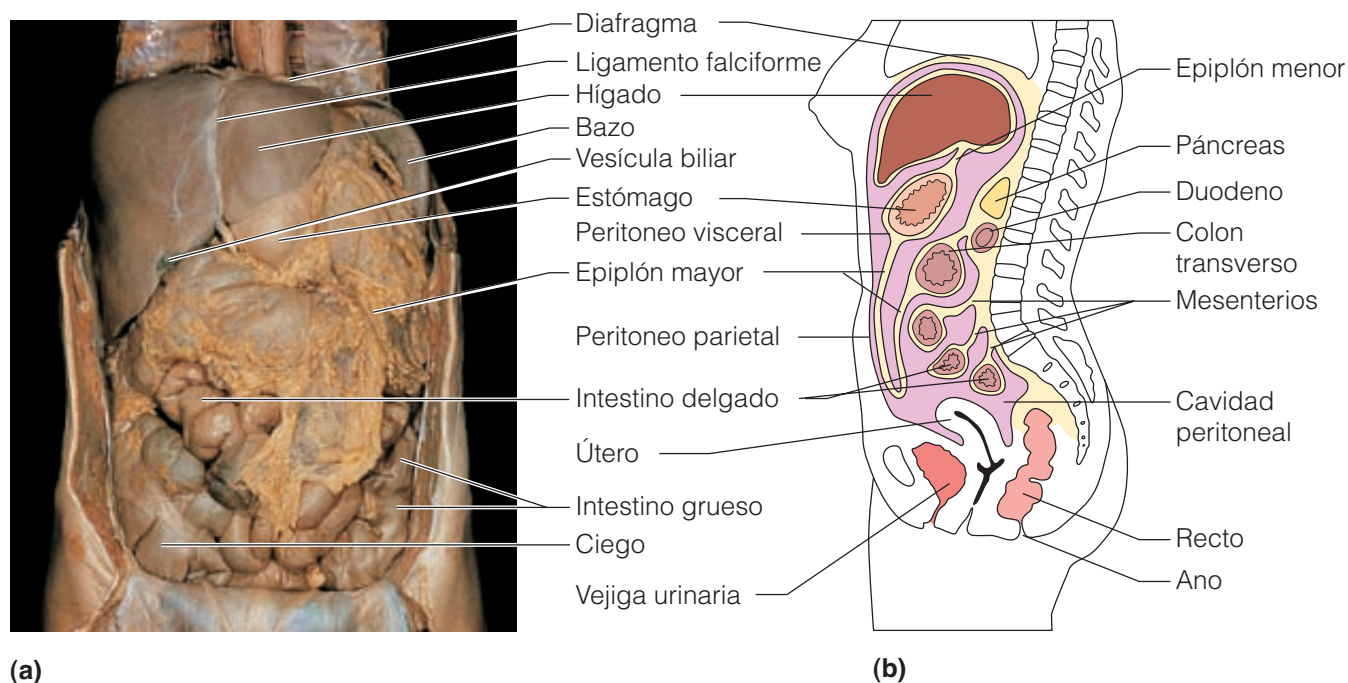 Diafragma
Ligamento falciforme
Hígado
Bazo
Vesícula biliar
Estómago
Peritoneo visceral
Epiplón mayor
Peritoneo parietal
Intestino delgado
Útero
Intestino grueso
Ciego
Vejiga urinaria
Epiplón menor
Páncreas
Duodeno
Colon
transverso
Mesenterios
Cavidad
peritoneal
Recto
Ano
(a)
(b)